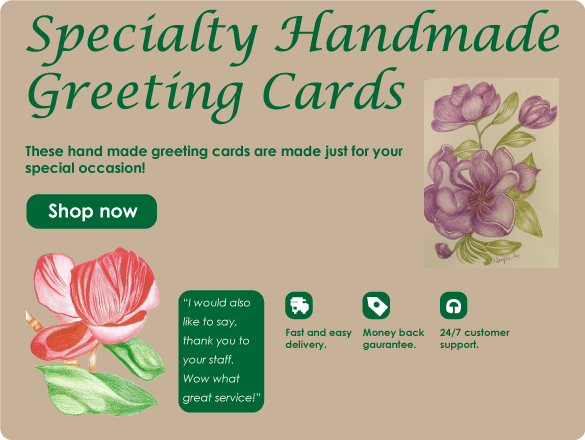 Specialty Handmade
Greeting Cards
These hand made greeting cards are made just for your
special occasion!
Shop now
“I would also
like to say,
thank you to
your staff.
Wow what
great service!”
Fast and easy
delivery.
Money back
gaurantee.
24/7 customer
support.